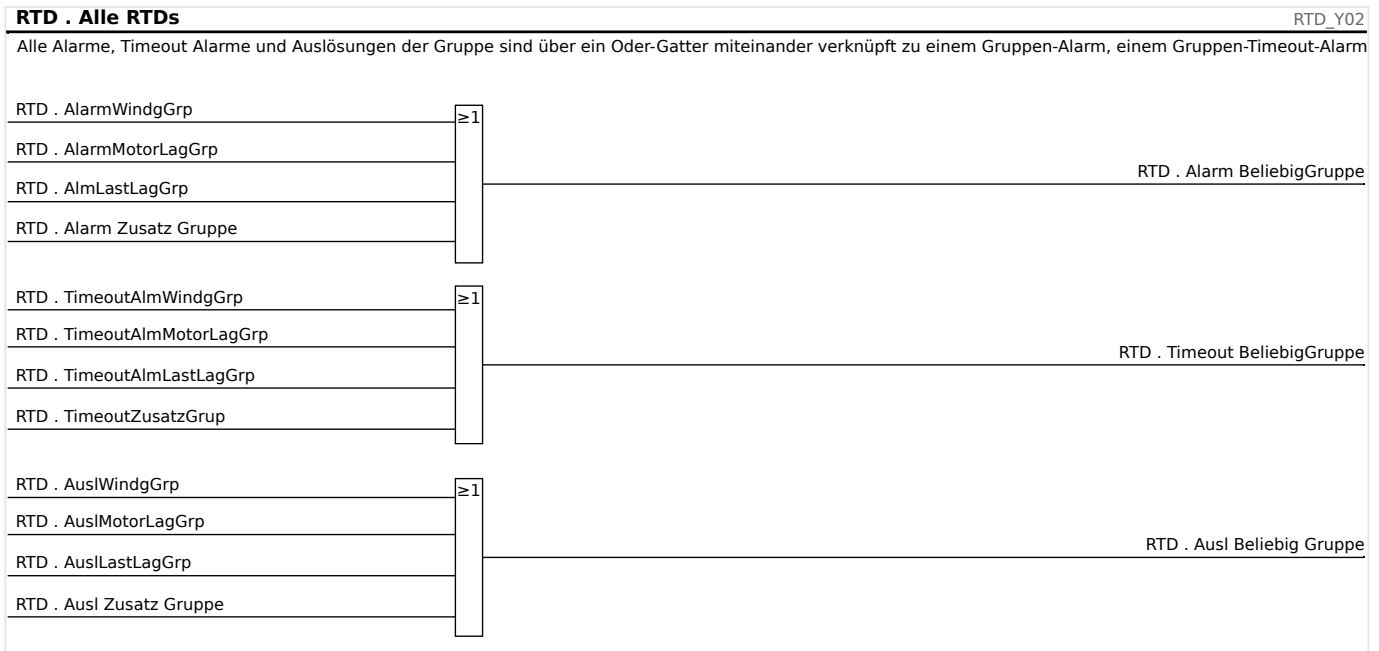 RTD . Alle RTDs
RTD_Y02
Alle Alarme, Timeout Alarme und Auslösungen der Gruppe sind über ein Oder-Gatter miteinander verknüpft zu einem Gruppen-Alarm, einem Gruppen-Timeout-Alarm
RTD . AlarmWindgGrp
≥1
RTD . AlarmMotorLagGrp
RTD . Alarm BeliebigGruppe
RTD . AlmLastLagGrp
RTD . Alarm Zusatz Gruppe
RTD . TimeoutAlmWindgGrp
≥1
RTD . TimeoutAlmMotorLagGrp
RTD . Timeout BeliebigGruppe
RTD . TimeoutAlmLastLagGrp
RTD . TimeoutZusatzGrup
RTD . AuslWindgGrp
≥1
RTD . AuslMotorLagGrp
RTD . Ausl Beliebig Gruppe
RTD . AuslLastLagGrp
RTD . Ausl Zusatz Gruppe